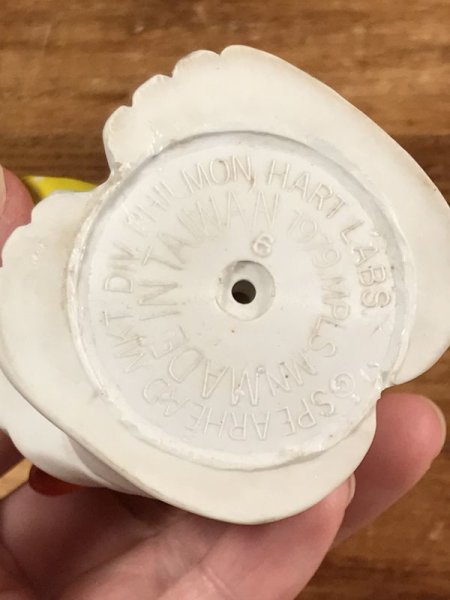 ©SPEARHEAD MKT. DIV. PHILMON HART LABS.
MADE IN TAIWAN 1979. MPLS. MN.
6